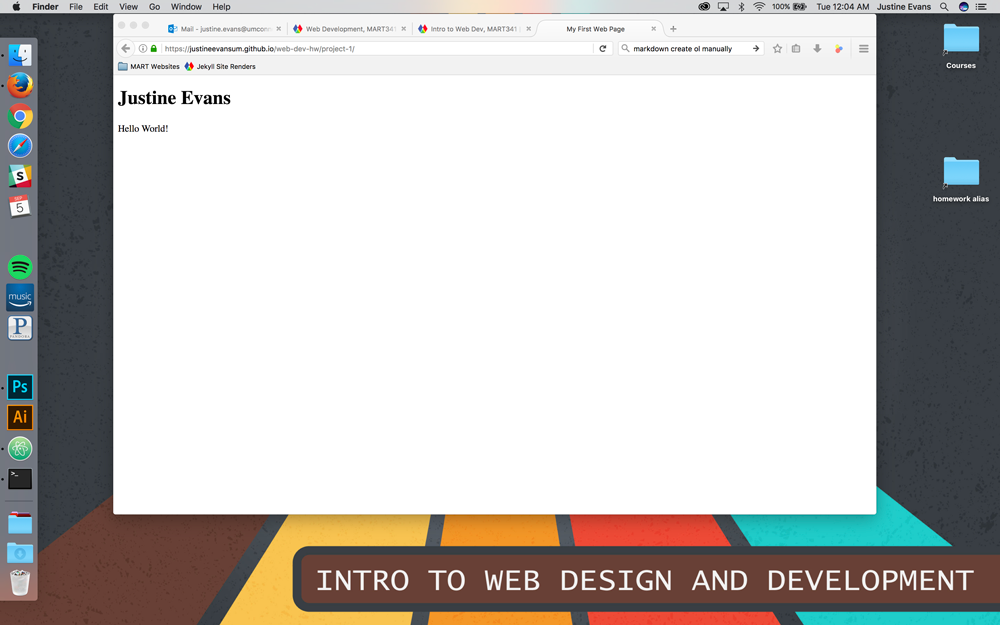 Finder File Edit View Go Window Help 100% Tue 12:04 AM Justine Evans
Mail - justine.evans@umcon
Web Development, MART341
Intro to Web Dev, MART341
My First Web Page
https://justineevansum.github.io/web-dev-hw/project-1/
markdown create ol manually
MART Websites Jekyll Site Renders
Justine Evans
Hello World!
Courses
homework alias
S
SEP
5
music
P
Ps
Ai
>_
INTRO TO WEB DESIGN AND DEVELOPMENT